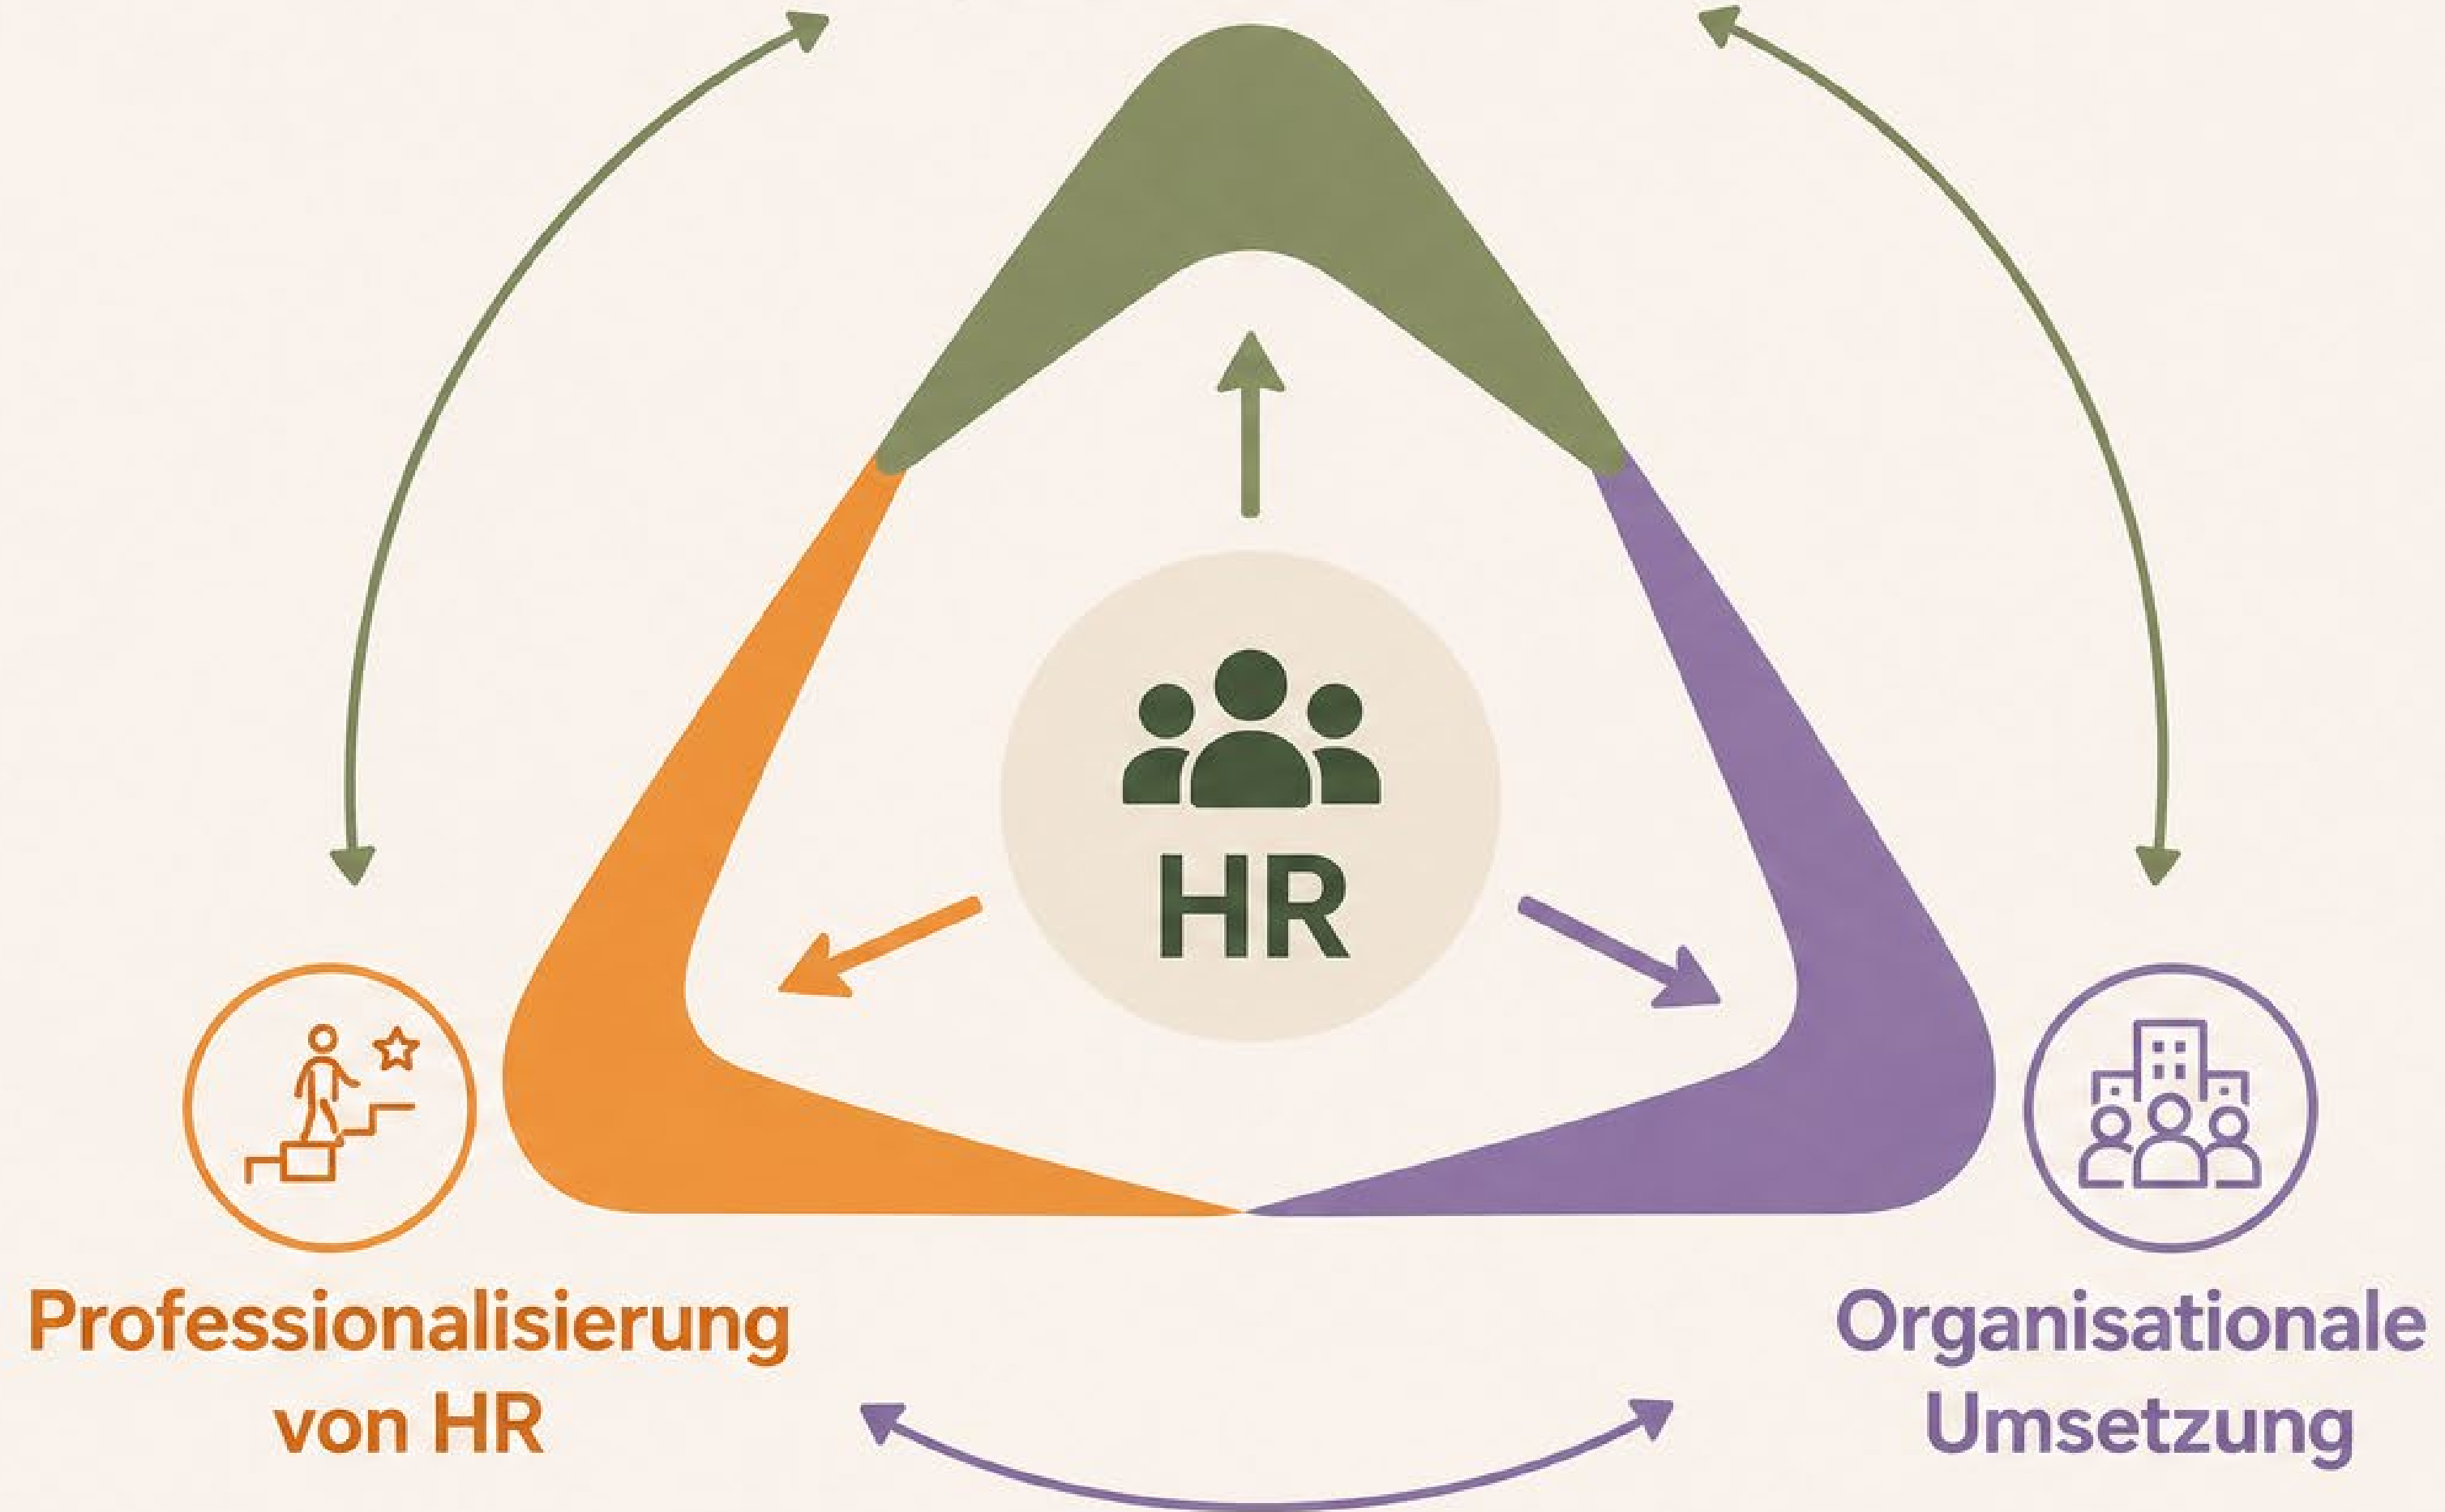 HR
Professionalisierung
von HR
Organisationale
Umsetzung